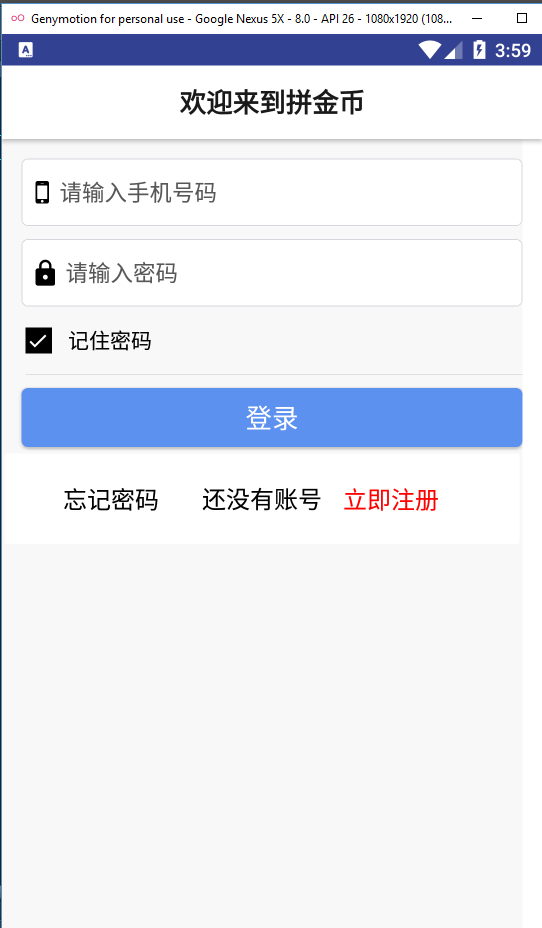 Genymotion for personal use - Google Nexus 5X - 8.0 - API 26 - 1080x1920 (108...
A 3:59
欢迎来到拼金币
请输入手机号码
请输入密码
记住密码
登录
忘记密码 还没有账号 立即注册